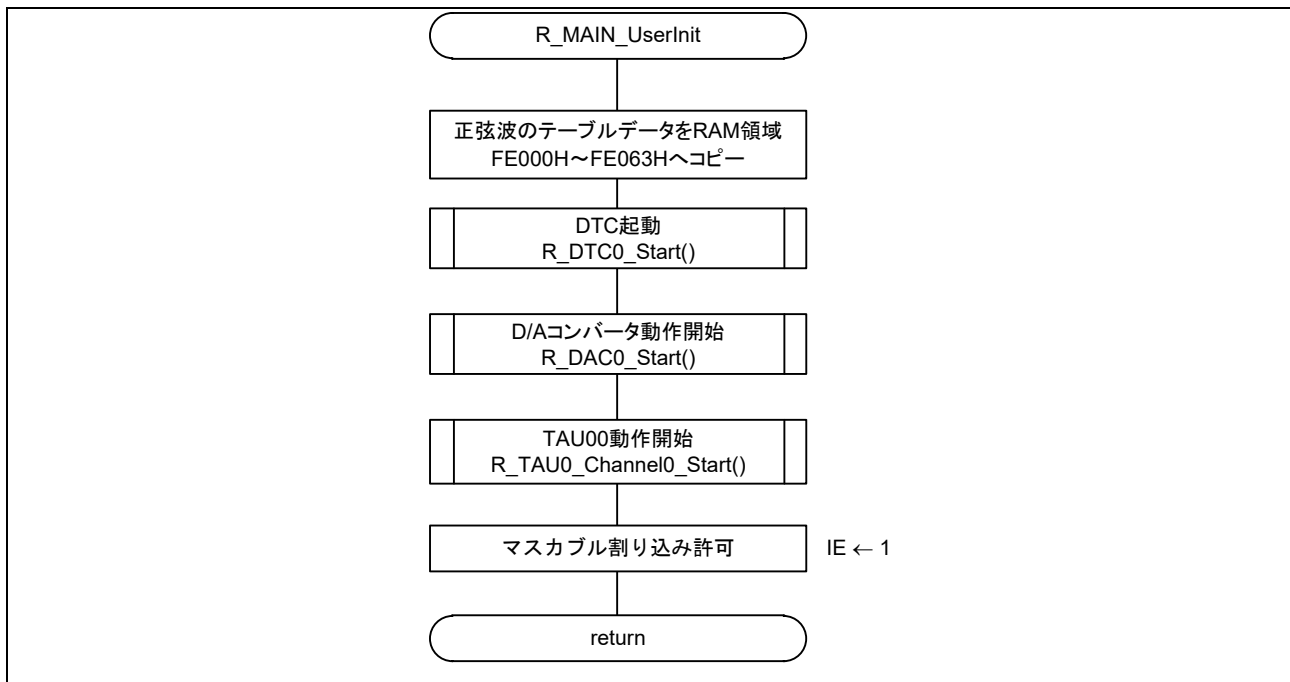 R_MAIN_UserInit
正弦波のテーブルデータをRAM領域
FE000H～FE063Hへコピー
DTC起動
R_DTC0_Start()
D/Aコンバータ動作開始
R_DAC0_Start()
TAU00動作開始
R_TAU0_Channel0_Start()
マスカブル割り込み許可 IE ← 1
return